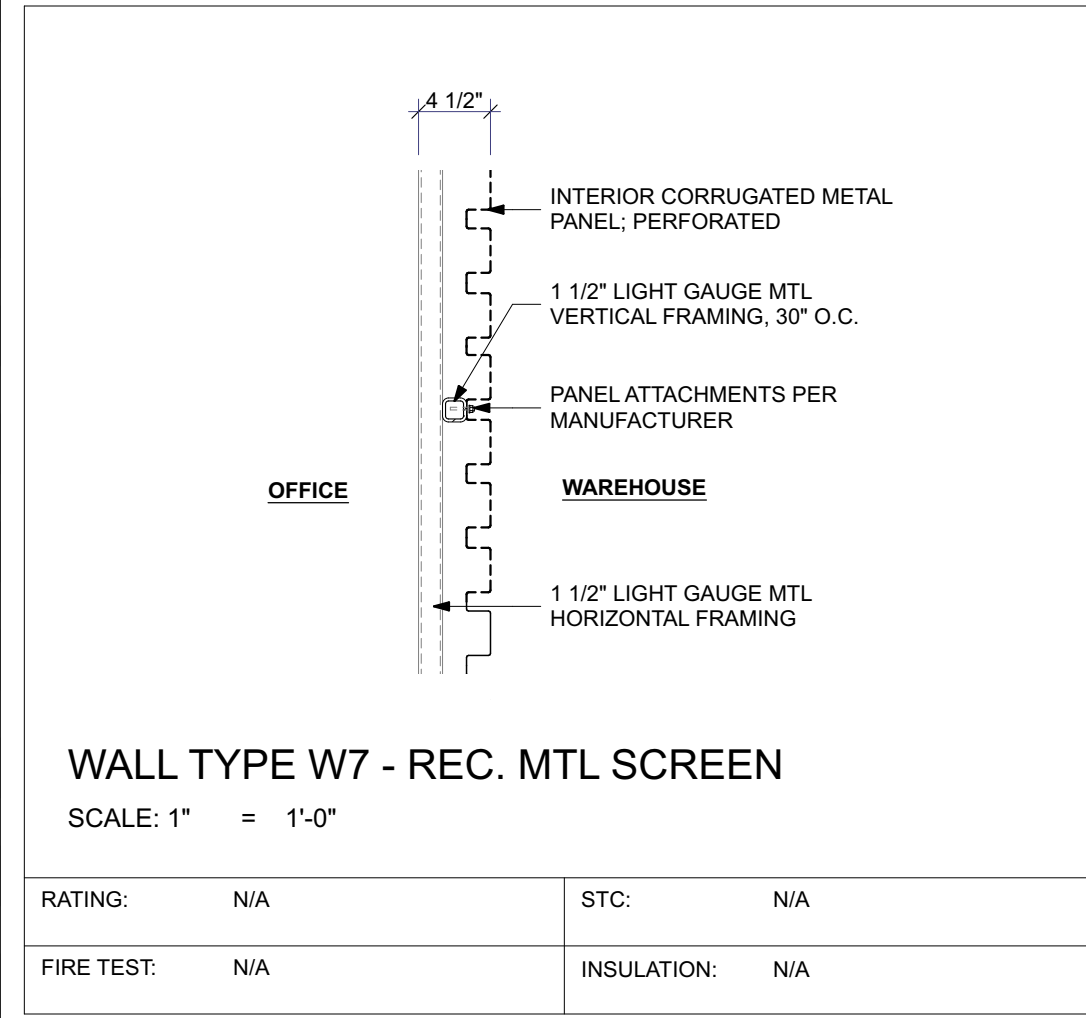 4 1/2"
INTERIOR CORRUGATED METAL
PANEL; PERFORATED
1 1/2" LIGHT GAUGE MTL
VERTICAL FRAMING, 30" O.C.
PANEL ATTACHMENTS PER
MANUFACTURER
OFFICE
WAREHOUSE
1 1/2" LIGHT GAUGE MTL
HORIZONTAL FRAMING
WALL TYPE W7 - REC. MTL SCREEN
SCALE: 1" = 1'-0"
RATING: N/A
STC: N/A
FIRE TEST: N/A
INSULATION: N/A